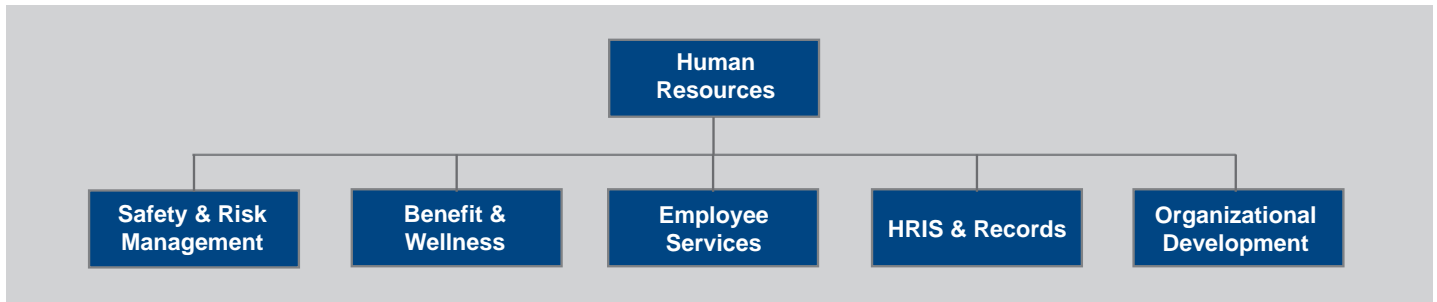 Human
Resources
Safety & Risk
Management
Benefit &
Wellness
Employee
Services
HRIS & Records
Organizational
Development